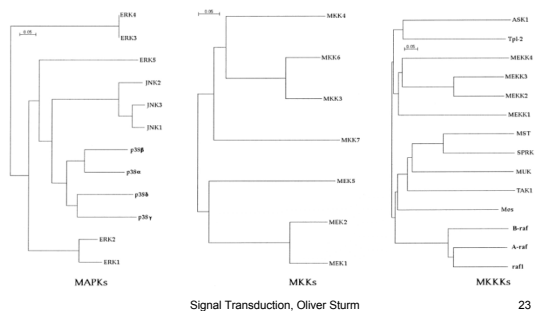 ERK4
0.05
ERK3
ERK5
JNK2
JNK3
JNK1
p38β
p38α
p38δ
p38γ
ERK2
ERK1
MAPKs
0.05
MKK4
MKK6
MKK3
MKK7
MEK5
MEK2
MEK1
MKKs
ASK1
Tpl-2
0.05
MEKK4
MEKK3
MEKK2
MEKK1
MST
SPRK
MUK
TAK1
Mos
B-raf
A-raf
raf1
MKKKs
Signal Transduction, Oliver Sturm
23